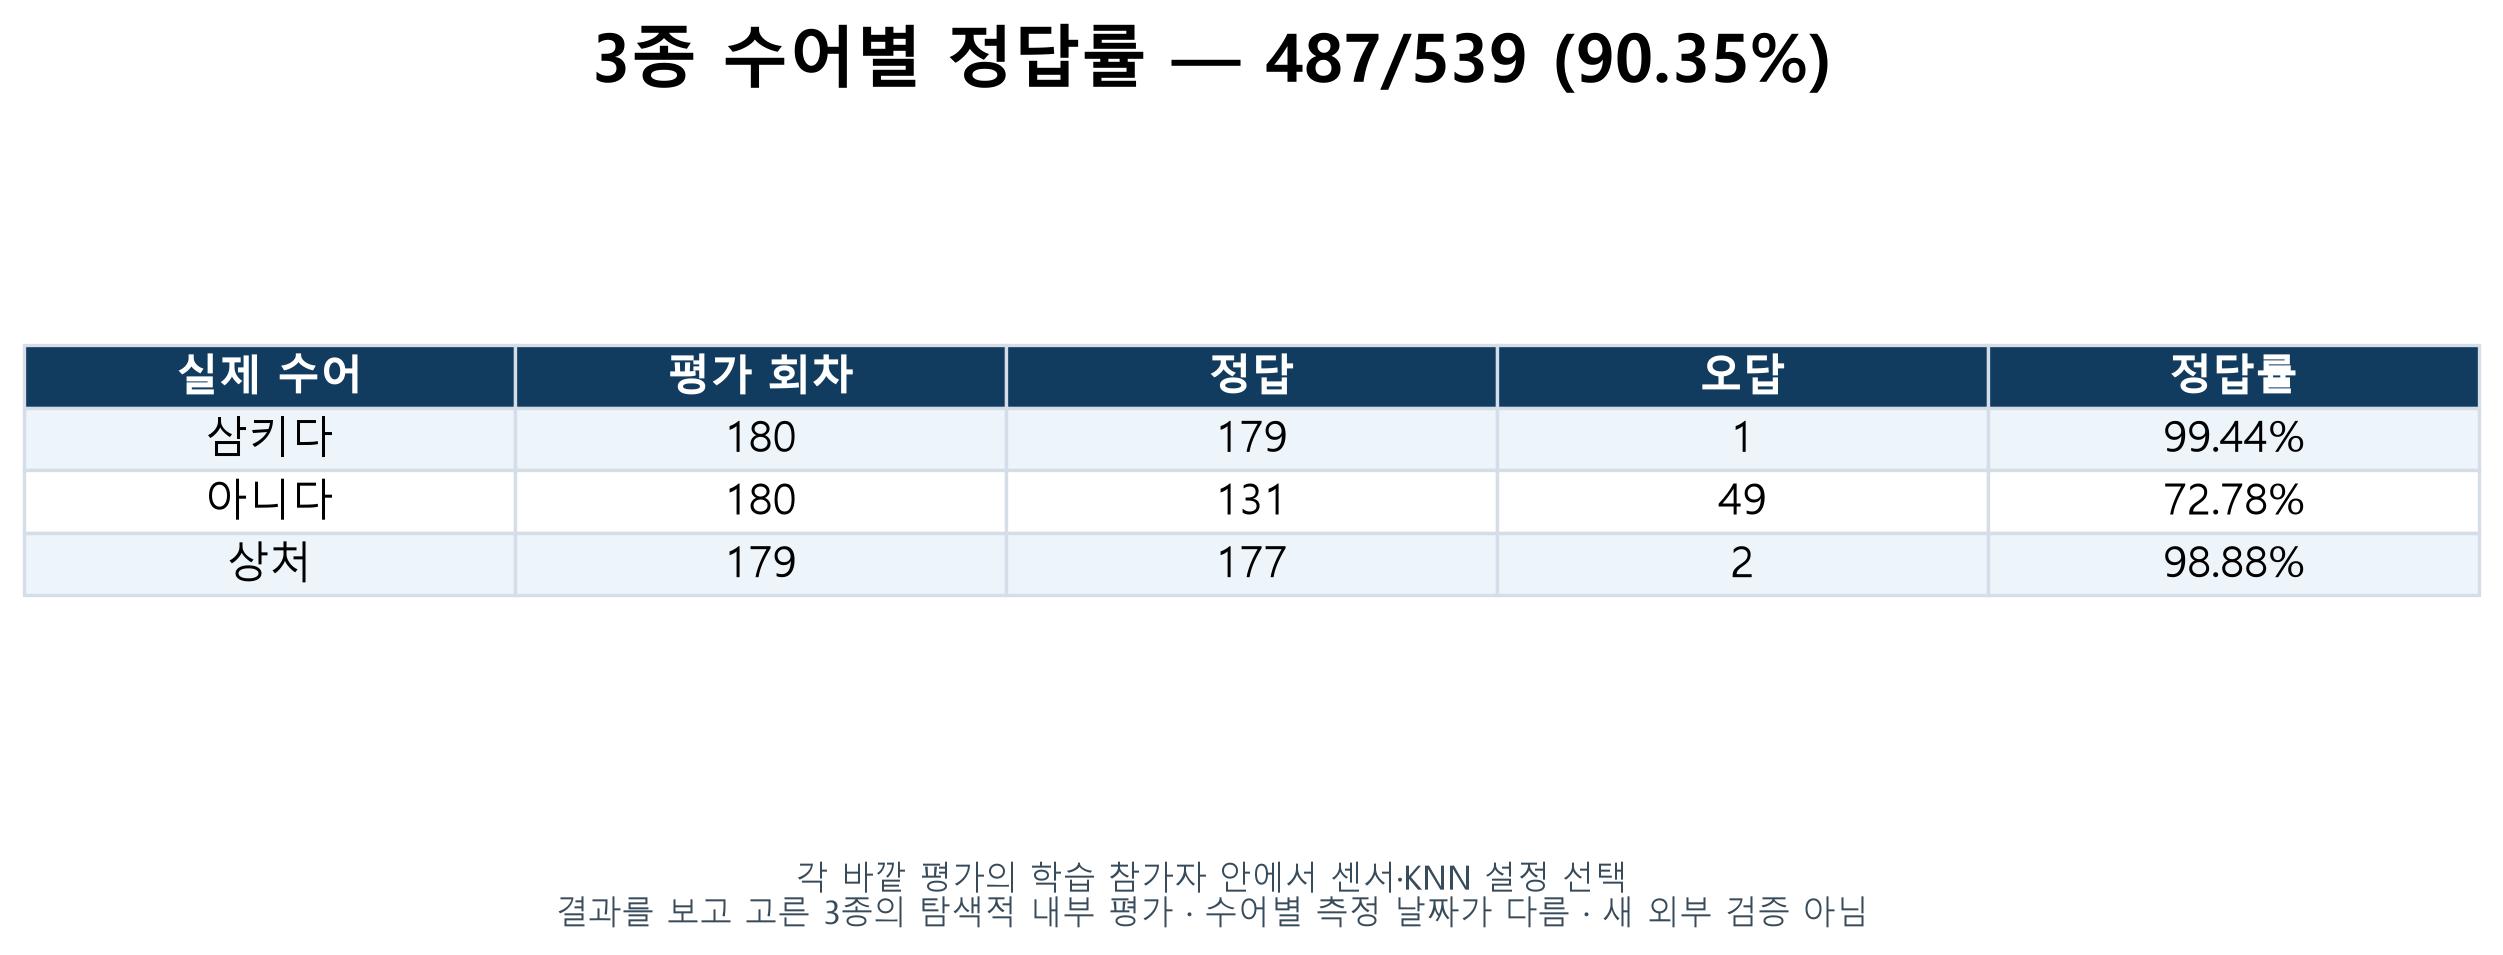 3종 수어별 정답률 — 487/539 (90.35%)
실제 수어 평가 회차 정답 오답 정답률
삼기다 180 179 1 99.44%
아니다 180 131 49 72.78%
상처 179 177 2 98.88%
각 바깥 평가의 학습 참가자 안에서 센서·KNN 설정 선택
결과를 보고 고른 3종의 탐색적 내부 평가 · 수어별 측정 날짜가 다름 · 새 외부 검증 아님